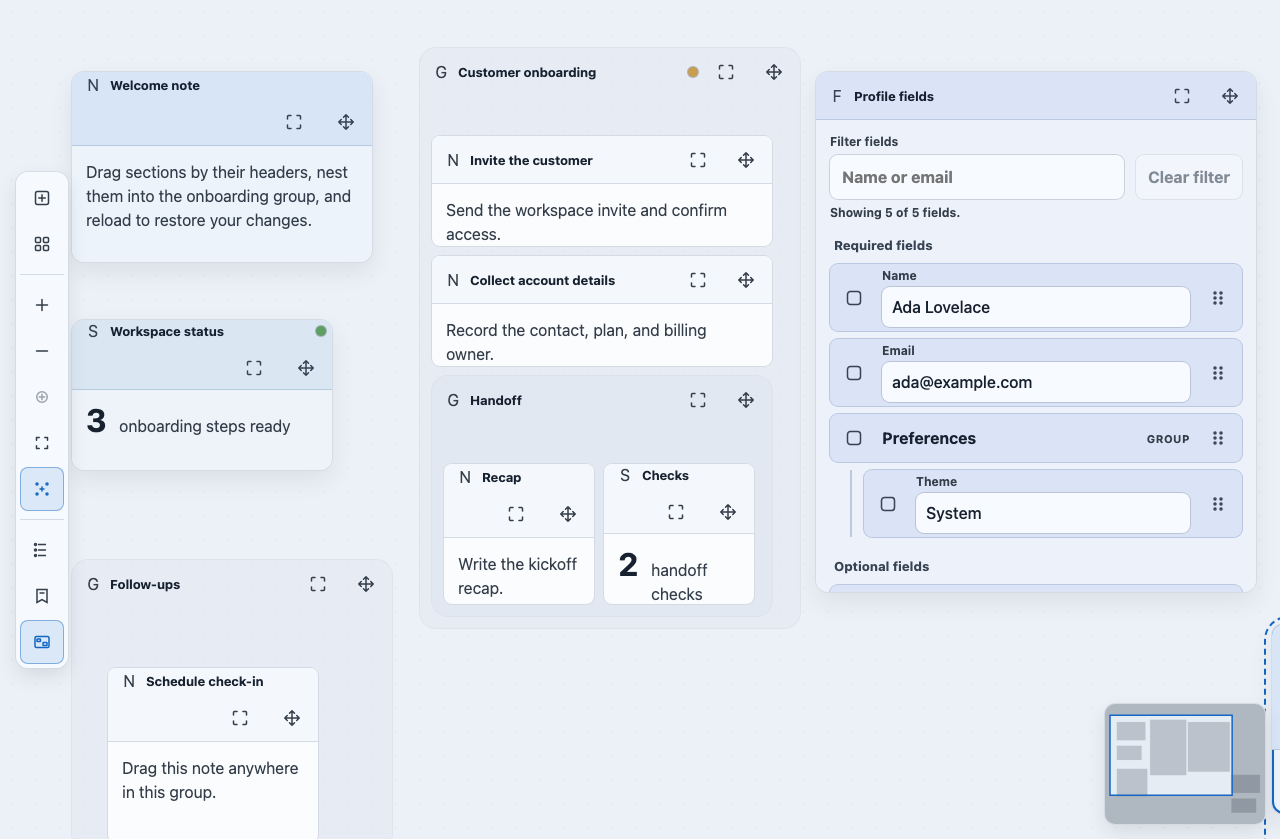 N Welcome note
Drag sections by their headers, nest
them into the onboarding group, and
reload to restore your changes.
S Workspace status
3 onboarding steps ready
G Follow-ups
N Schedule check-in
Drag this note anywhere
in this group.
G Customer onboarding
N Invite the customer
Send the workspace invite and confirm
access.
N Collect account details
Record the contact, plan, and billing
owner.
G Handoff
N Recap
Write the kickoff
recap.
S Checks
2 handoff
checks
F Profile fields
Filter fields
Name or email
Clear filter
Showing 5 of 5 fields.
Required fields
Name
Ada Lovelace
Email
ada@example.com
Preferences GROUP
Theme
System
Optional fields